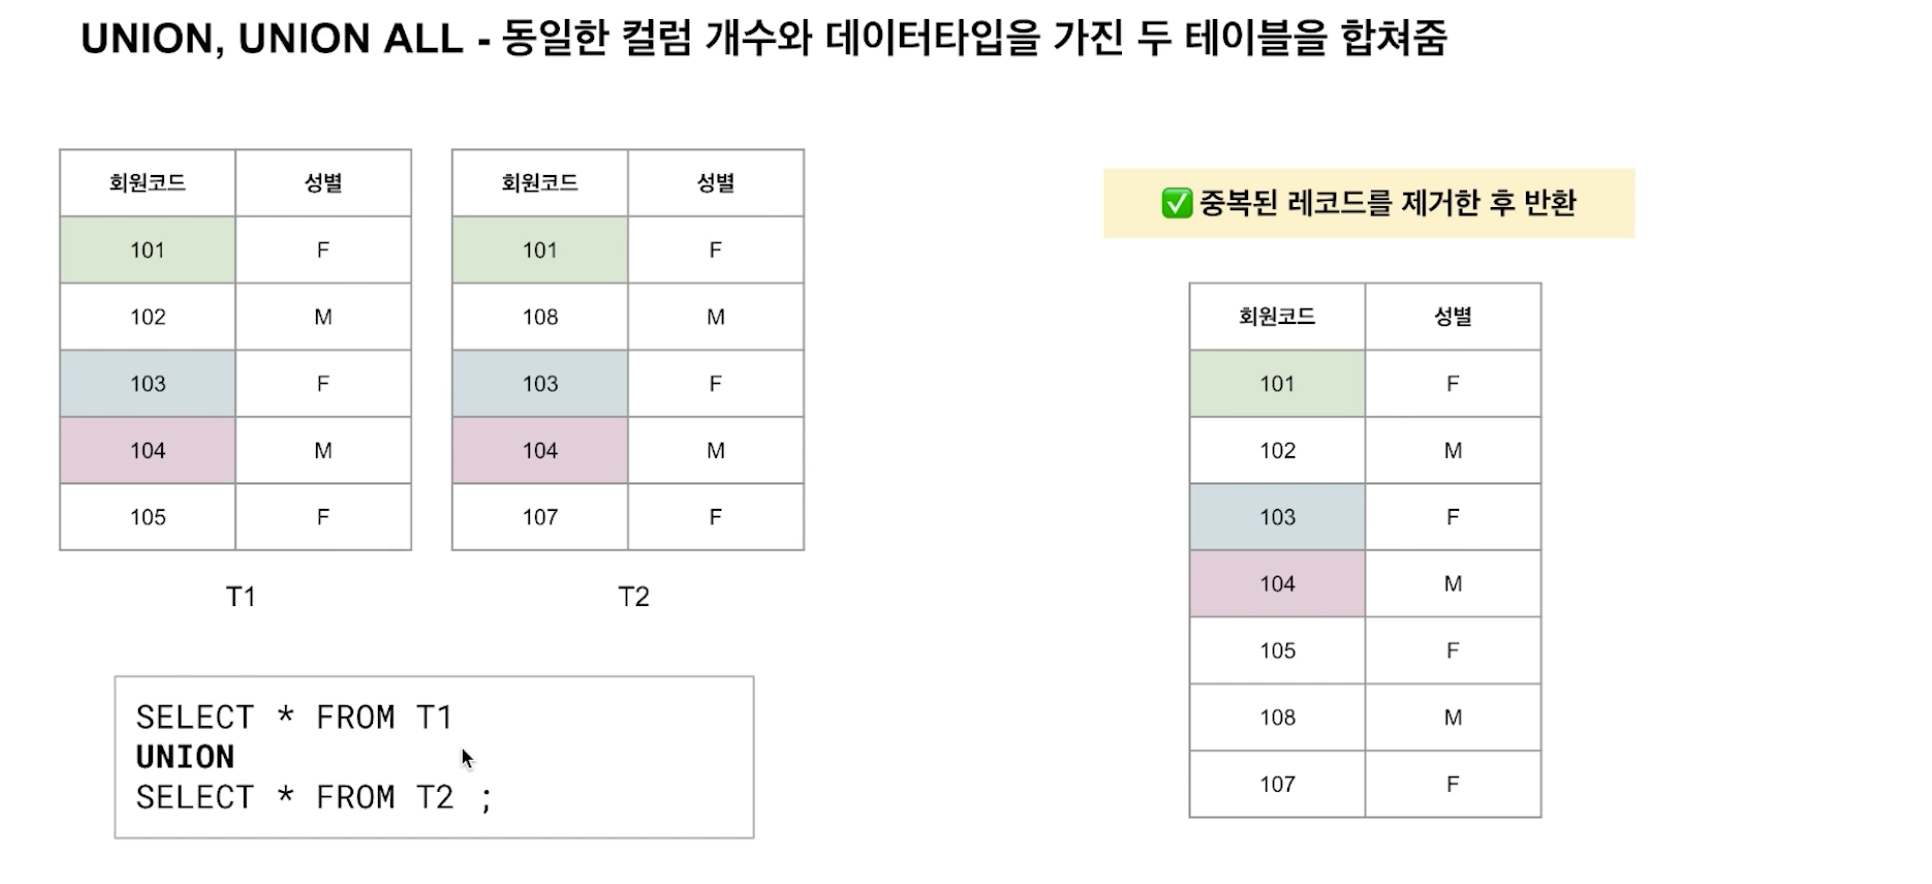 UNION, UNION ALL - 동일한 컬럼 개수와 데이터타입을 가진 두 테이블을 합쳐줌
회원코드 성별
101 F
102 M
103 F
104 M
105 F
T1
회원코드 성별
101 F
108 M
103 F
104 M
107 F
T2
SELECT * FROM T1
UNION
SELECT * FROM T2 ;
✅ 중복된 레코드를 제거한 후 반환
회원코드 성별
101 F
102 M
103 F
104 M
105 F
108 M
107 F